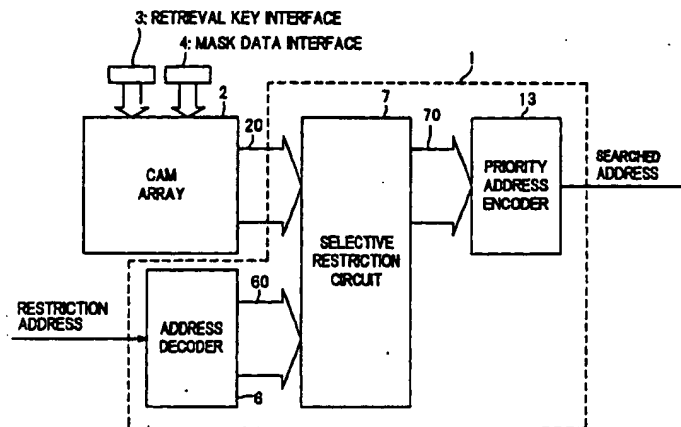 3: RETRIEVAL KEY INTERFACE
4: MASK DATA INTERFACE
1
2
7
13
20
70
CAM
ARRAY
PRIORITY
ADDRESS
ENCODER
SEARCHED
ADDRESS
SELECTIVE
RESTRICTION
CIRCUIT
60
RESTRICTION
ADDRESS
ADDRESS
DECODER
6